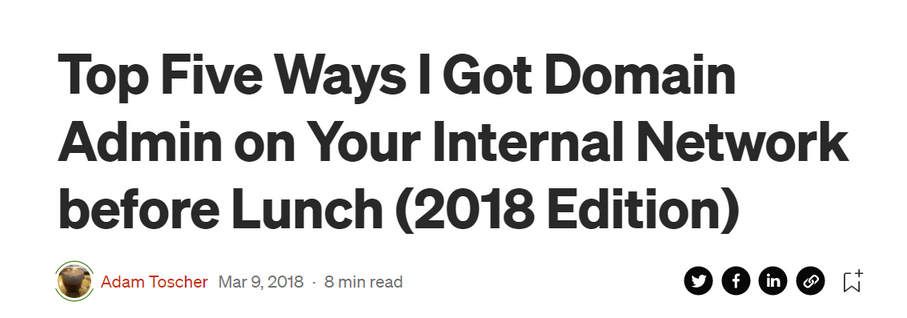 Top Five Ways I Got Domain
Admin on Your Internal Network
before Lunch (2018 Edition)
Adam Toscher Mar 9, 2018 · 8 min read